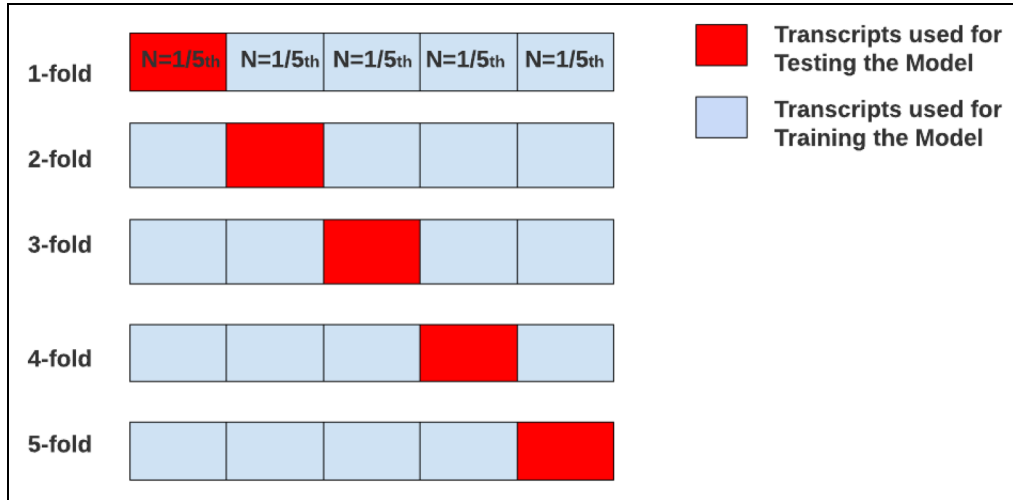 1-fold
N=1/5th N=1/5th N=1/5th N=1/5th N=1/5th
2-fold
3-fold
4-fold
5-fold
Transcripts used for
Testing the Model
Transcripts used for
Training the Model